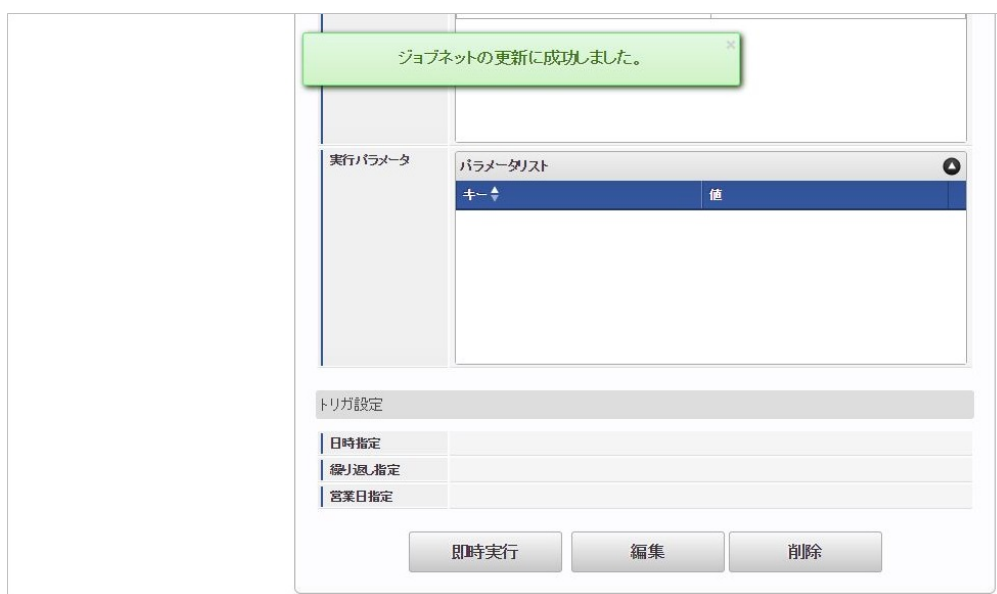 ジョブネットの更新に成功しました。
実行パラメータ
パラメータリスト
キー 値
トリガ設定
日時指定
繰り返し指定
営業日指定
即時実行 編集 削除